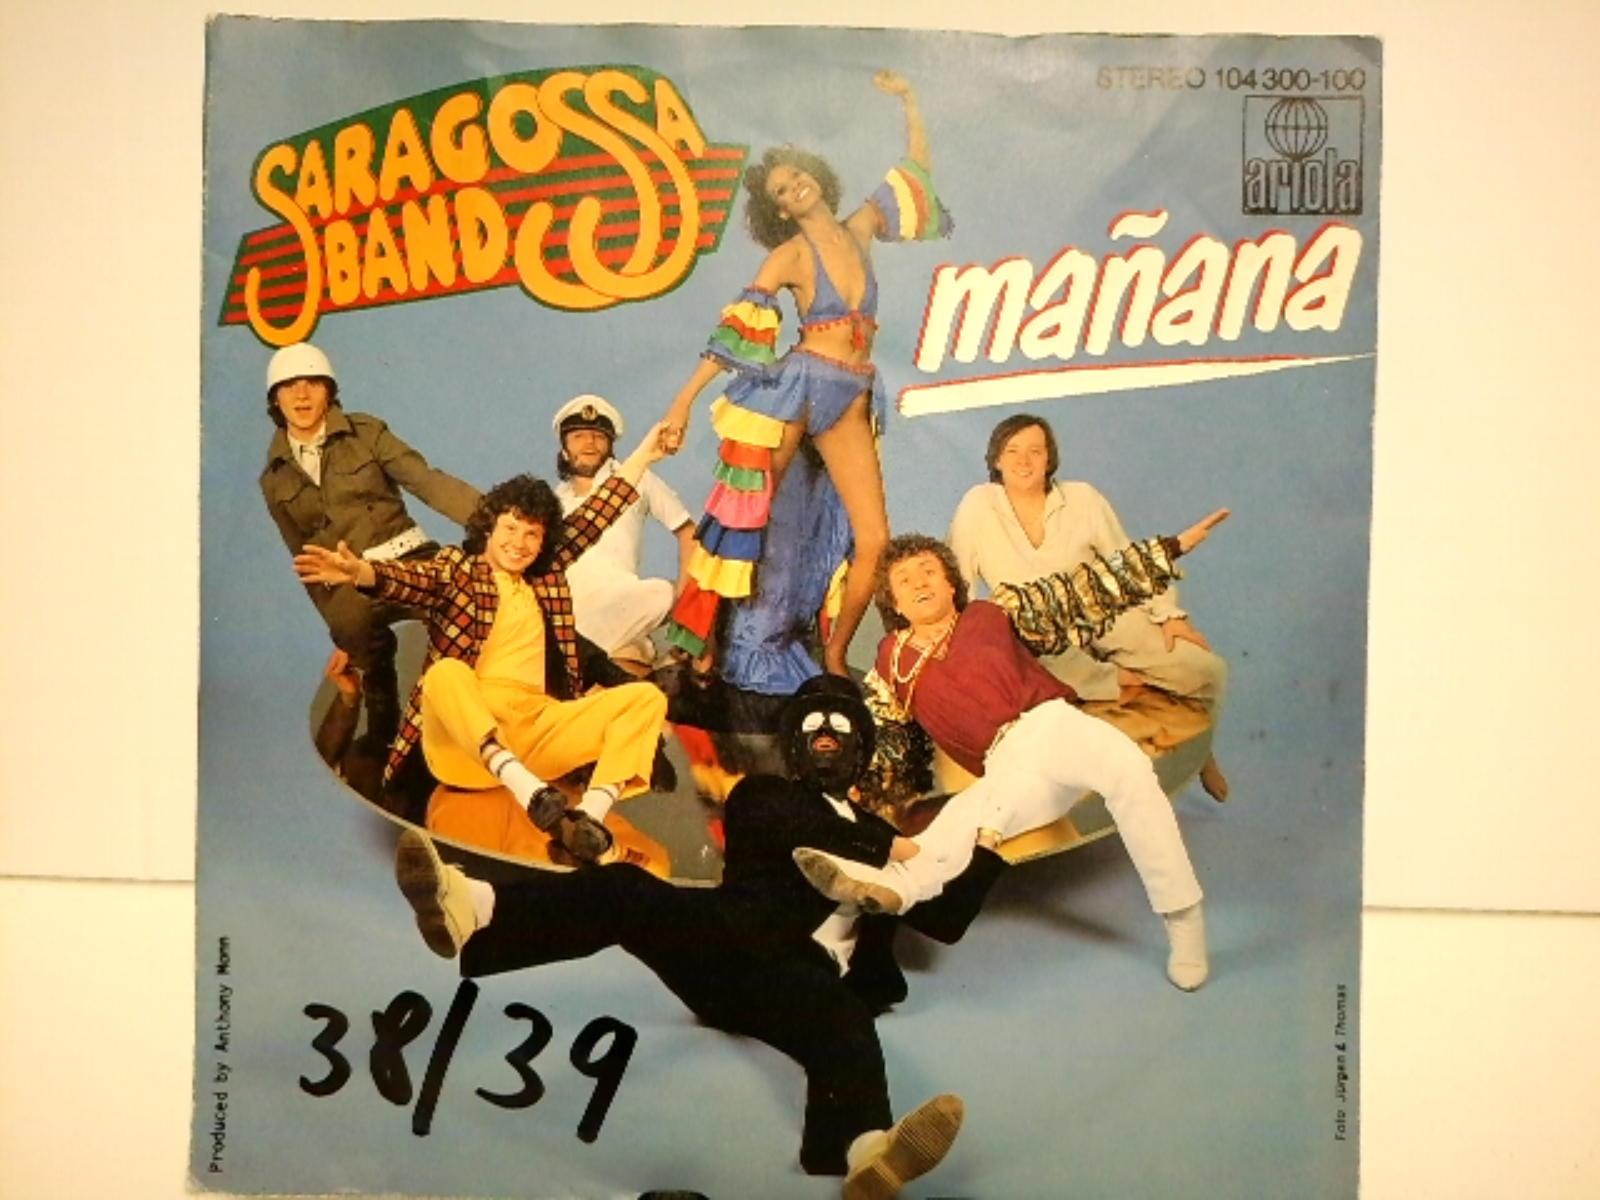 SARAGOSSA
BAND
STEREO 104 300-100
ariola
mañana
38/39
Produced by Anthony Monn
Foto Jürgen & Thomas